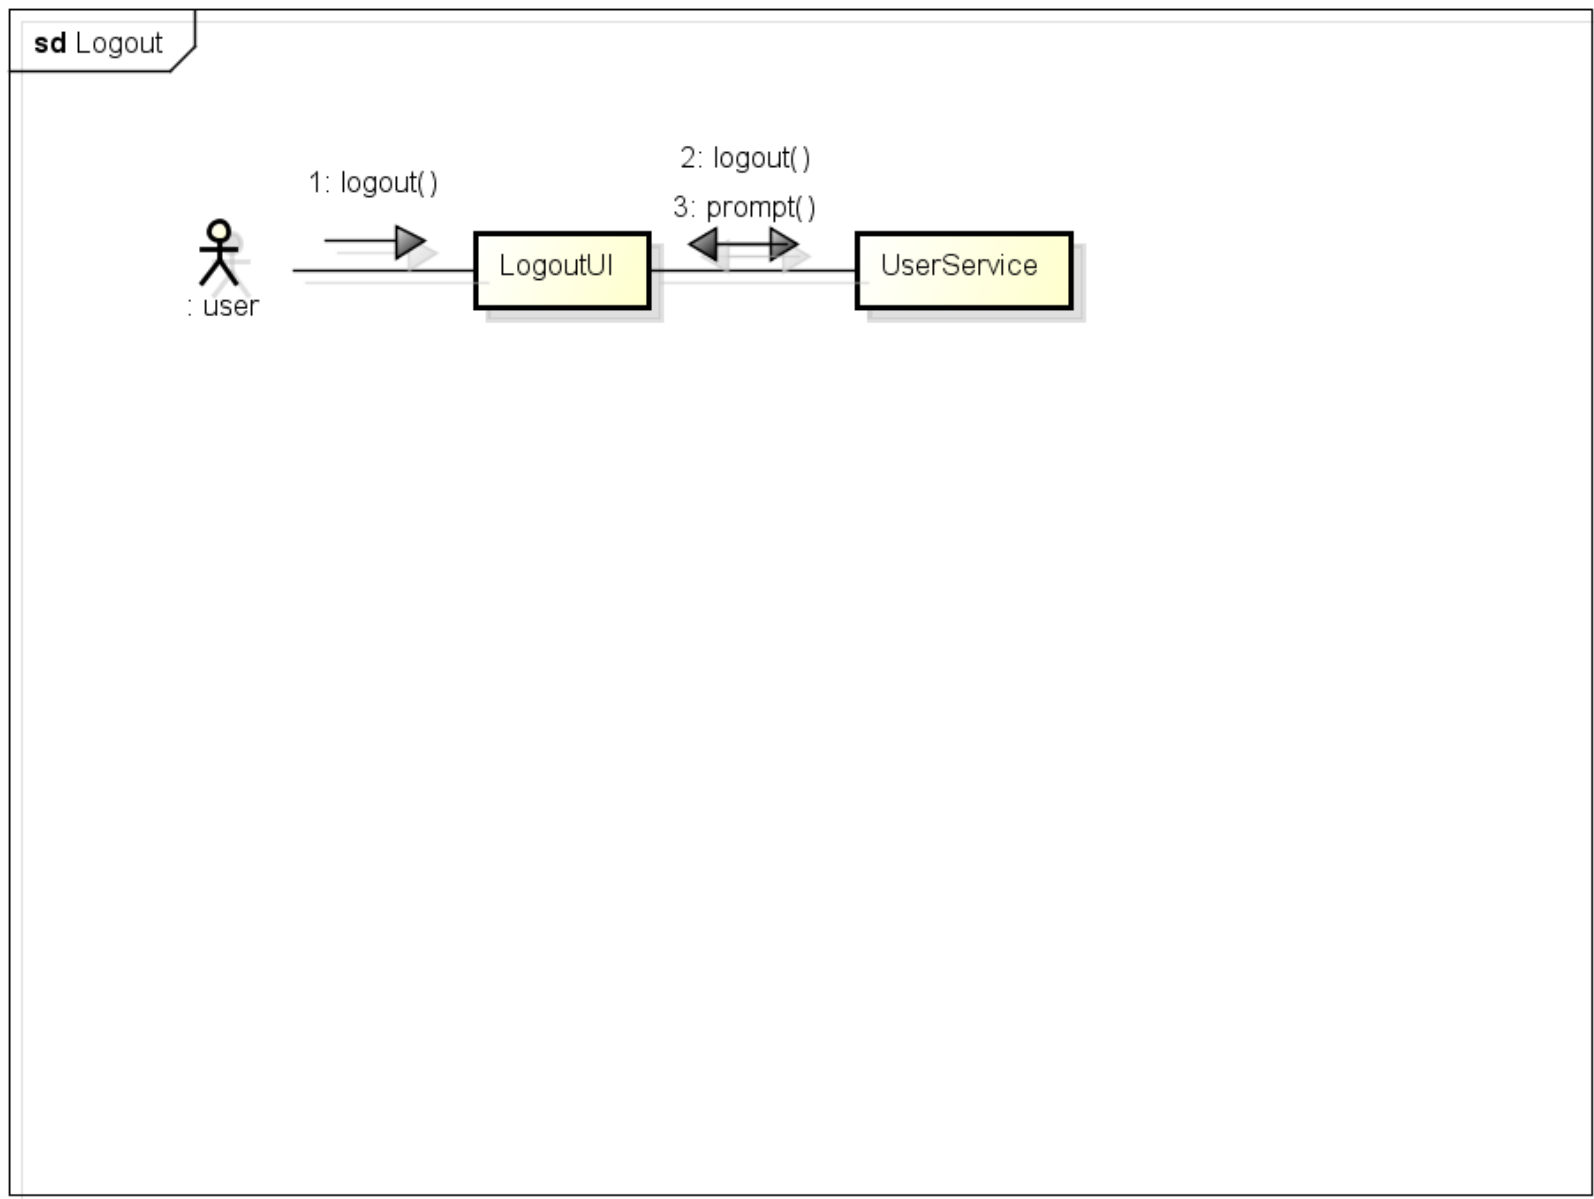 sd Logout
2: logout( )
1: logout( )
3: prompt( )
LogoutUI
UserService
: user